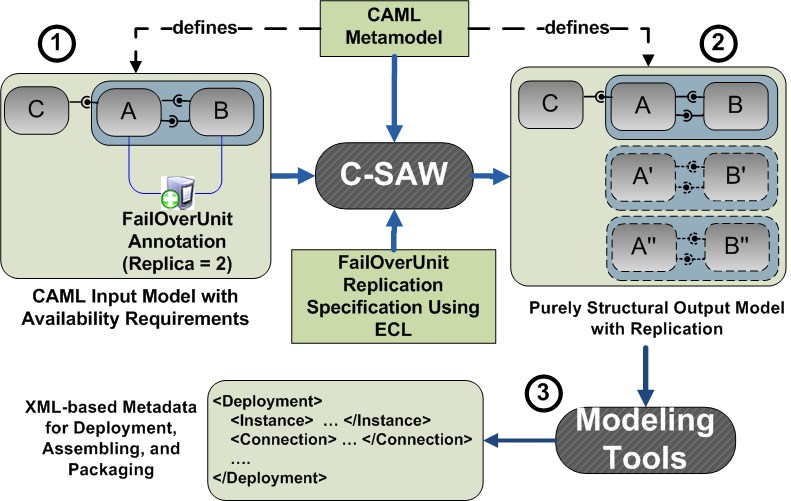 CAML
Metamodel
defines
defines
1
2
C
A
B
FailOverUnit
Annotation
(Replica = 2)
CAML Input Model with
Availability Requirements
C-SAW
FailOverUnit
Replication
Specification Using
ECL
C
A
B
A'
B'
A"
B"
Purely Structural Output Model
with Replication
3
Modeling
Tools
XML-based Metadata
for Deployment,
Assembling, and
Packaging
<Deployment>
<Instance> ... </Instance>
<Connection> ... </Connection>
....
</Deployment>